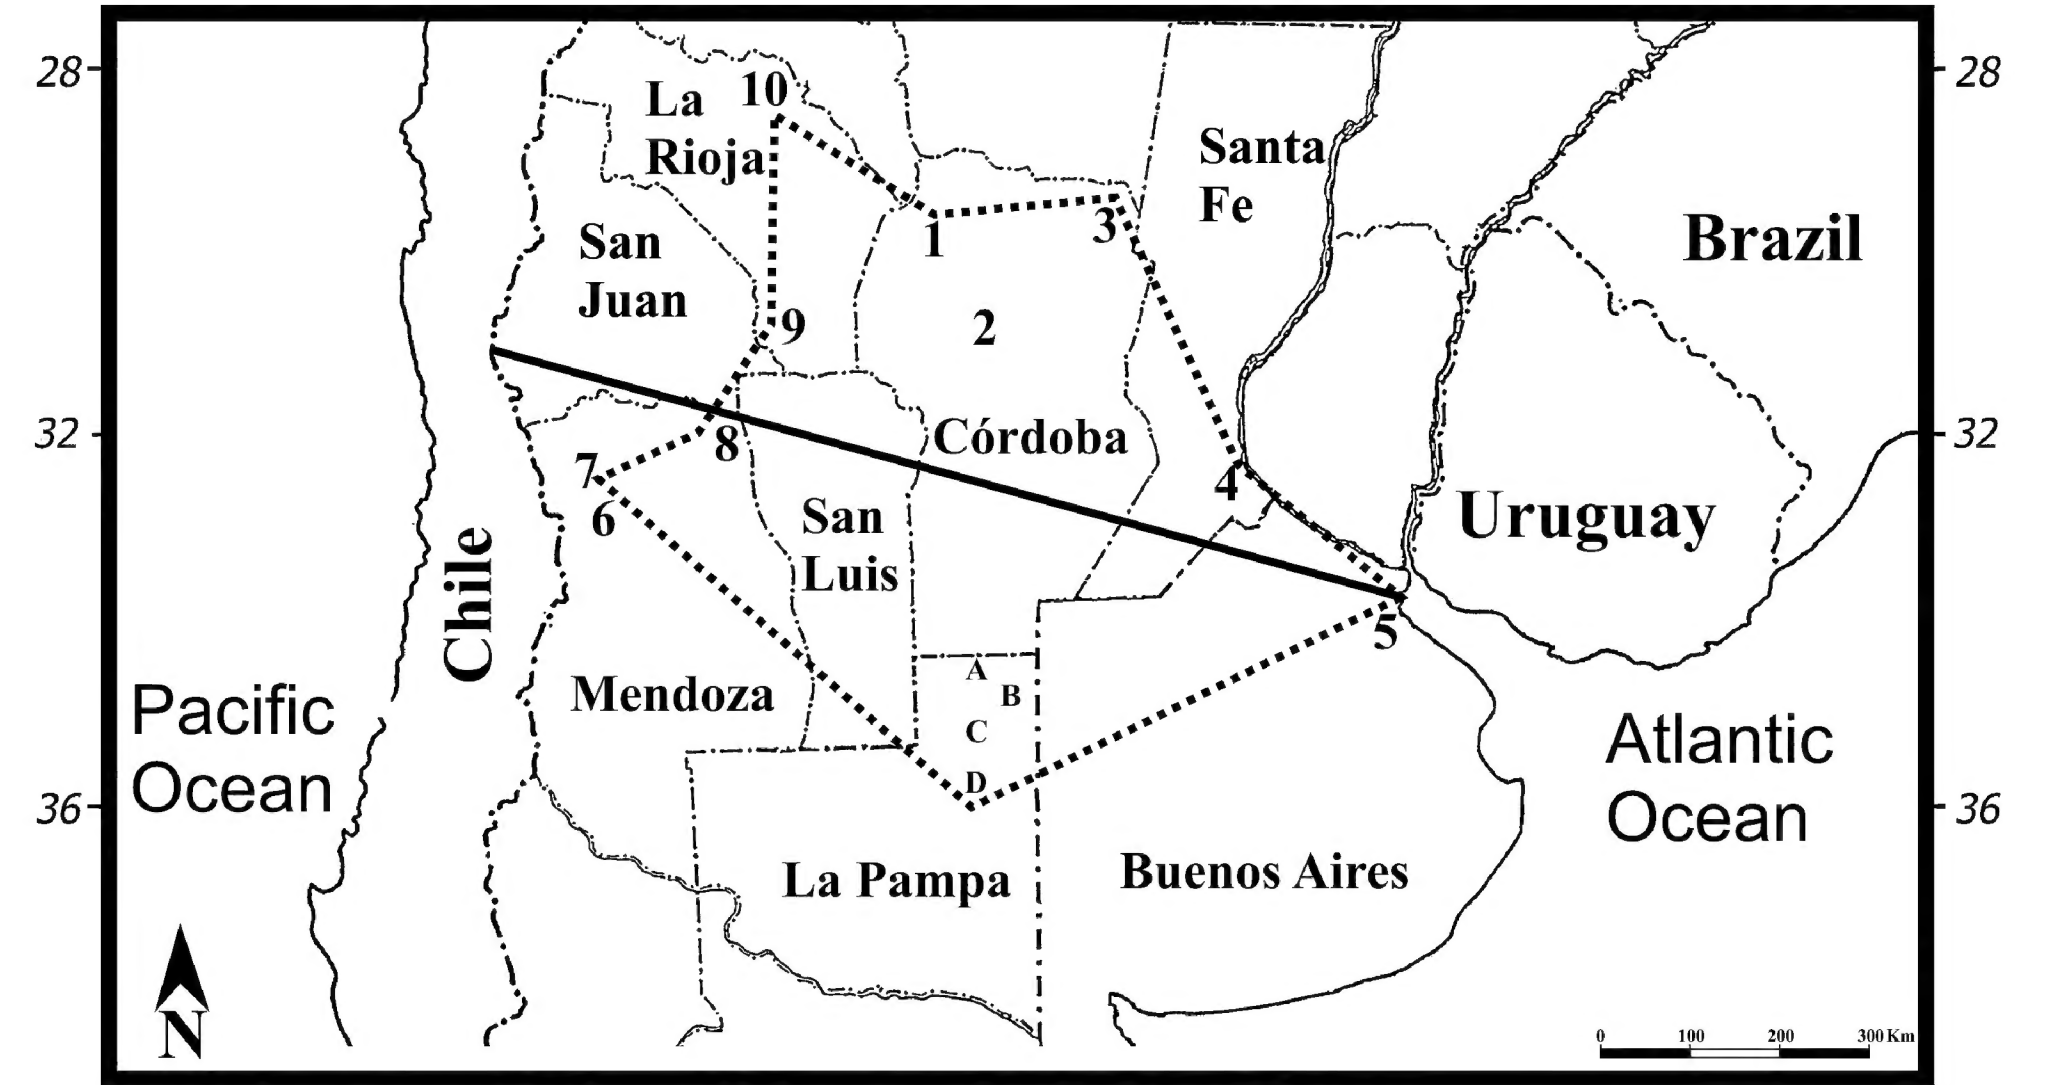 28
28
La
Rioja
10
Santa
Fe
San
Juan
1
3
Brazil
9
2
32
32
8
Córdoba
7
6
4
San
Luis
Uruguay
Chile
5
A
B
C
D
Mendoza
Pacific
Ocean
Atlantic
Ocean
36
36
La Pampa
Buenos Aires
N
0 100 200 300 Km